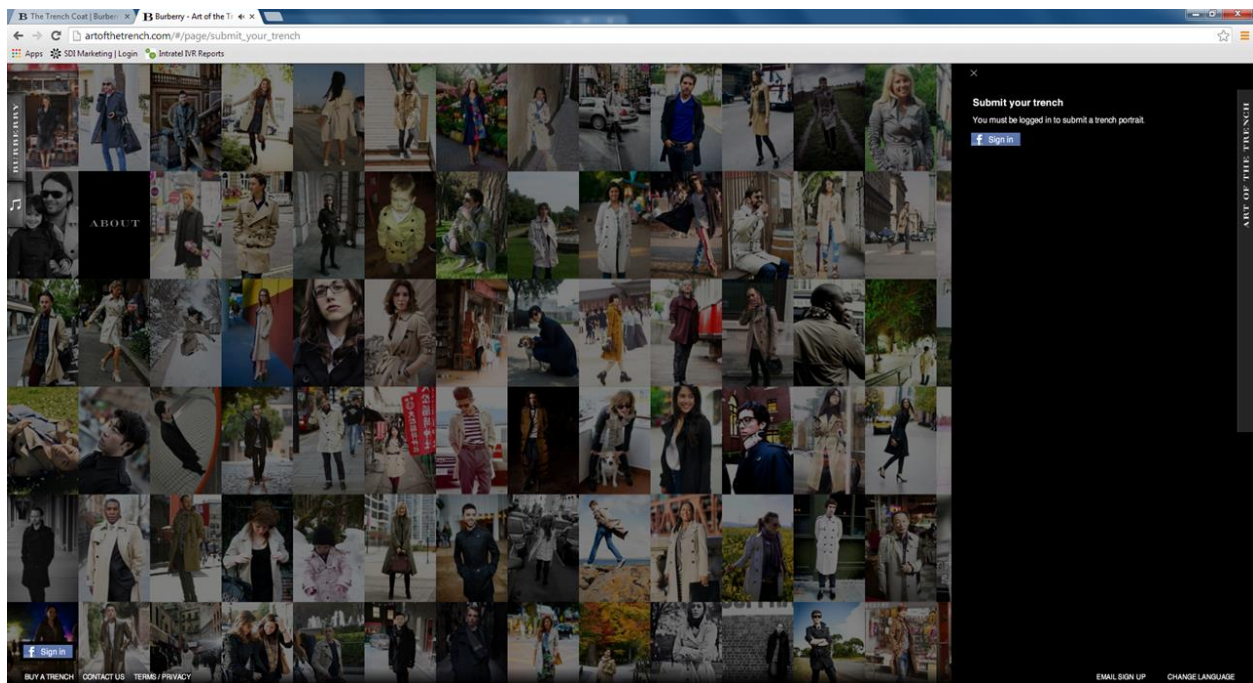 B The Trench Coat | Burberr
B Burberry - Art of the Tr
artofthetrench.com/#/page/submit_your_trench
Apps SDI Marketing | Login Intratel IVR Reports
BURBERRY
ABOUT
Submit your trench
You must be logged in to submit a trench portrait.
f Sign in
ART OF THE TRENCH
f Sign in
BUY A TRENCH CONTACT US TERMS / PRIVACY
EMAIL SIGN UP CHANGE LANGUAGE